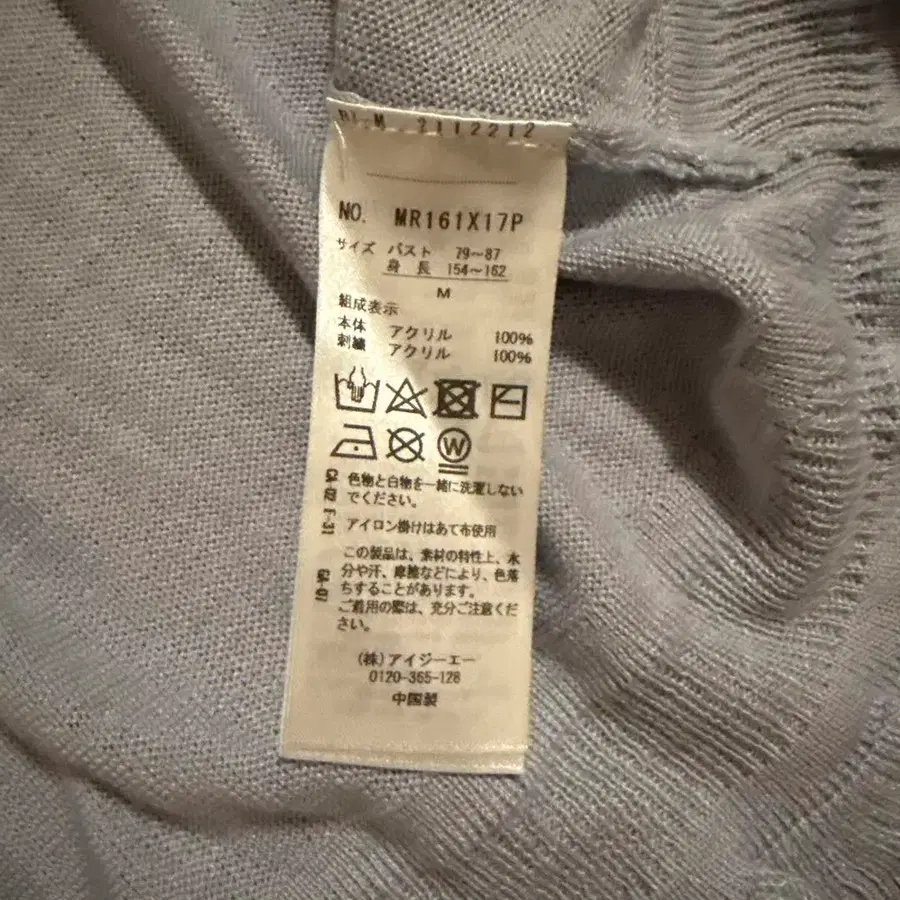 BL.M. 2112212
NO. MR161X17P
サイズ バスト 79~87
身長 154~162
M
組成表示
本体 アクリル 100%
刺繍 アクリル 100%
W
色物と白物を一緒に洗濯しない
でください。
アイロン掛けはあて布使用
この製品は、素材の特性上、水
分や汗、摩擦などにより、色落
ちすることがあります。
ご着用の際は、充分ご注意くだ
さい。
(株)アイジーエー
0120-365-128
中国製